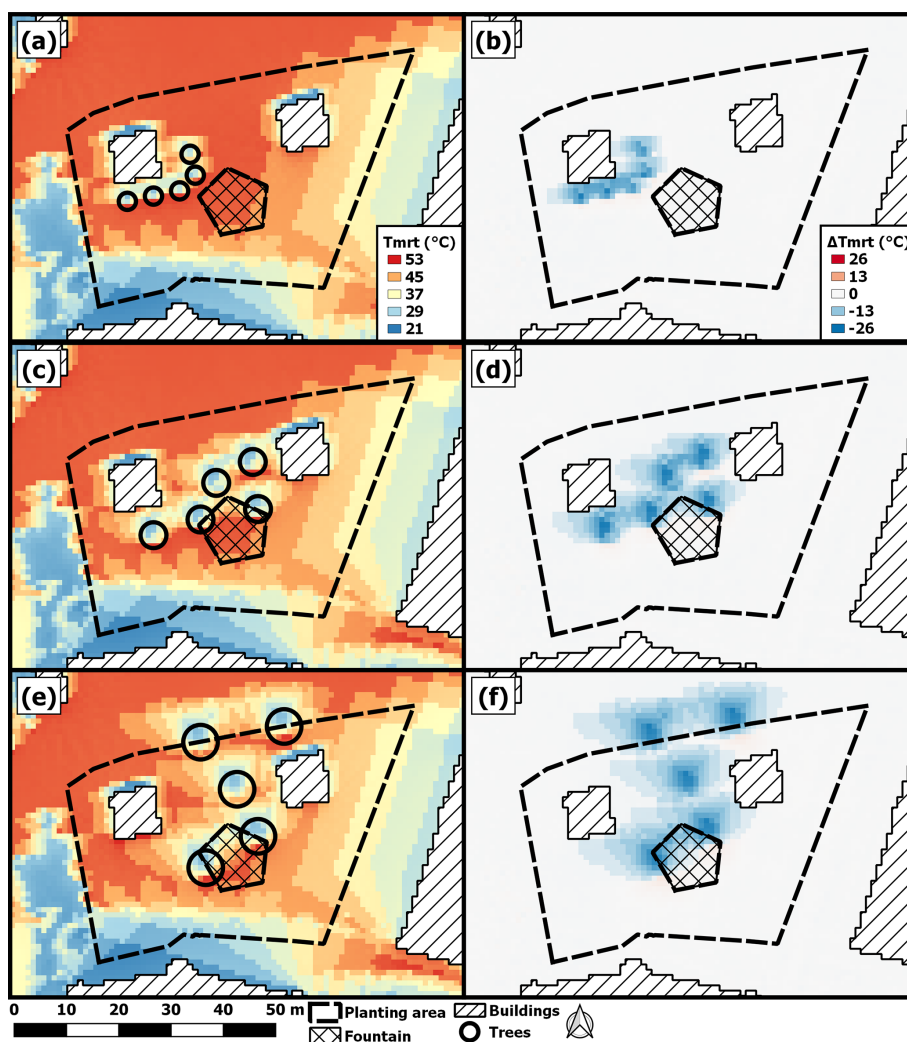 (a)
(b)
Tmrt (°C)
53
45
37
29
21
ΔTmrt (°C)
26
13
0
-13
-26
(c)
(d)
(e)
(f)
0 10 20 30 40 50 m
Planting area
Buildings
Fountain
Trees